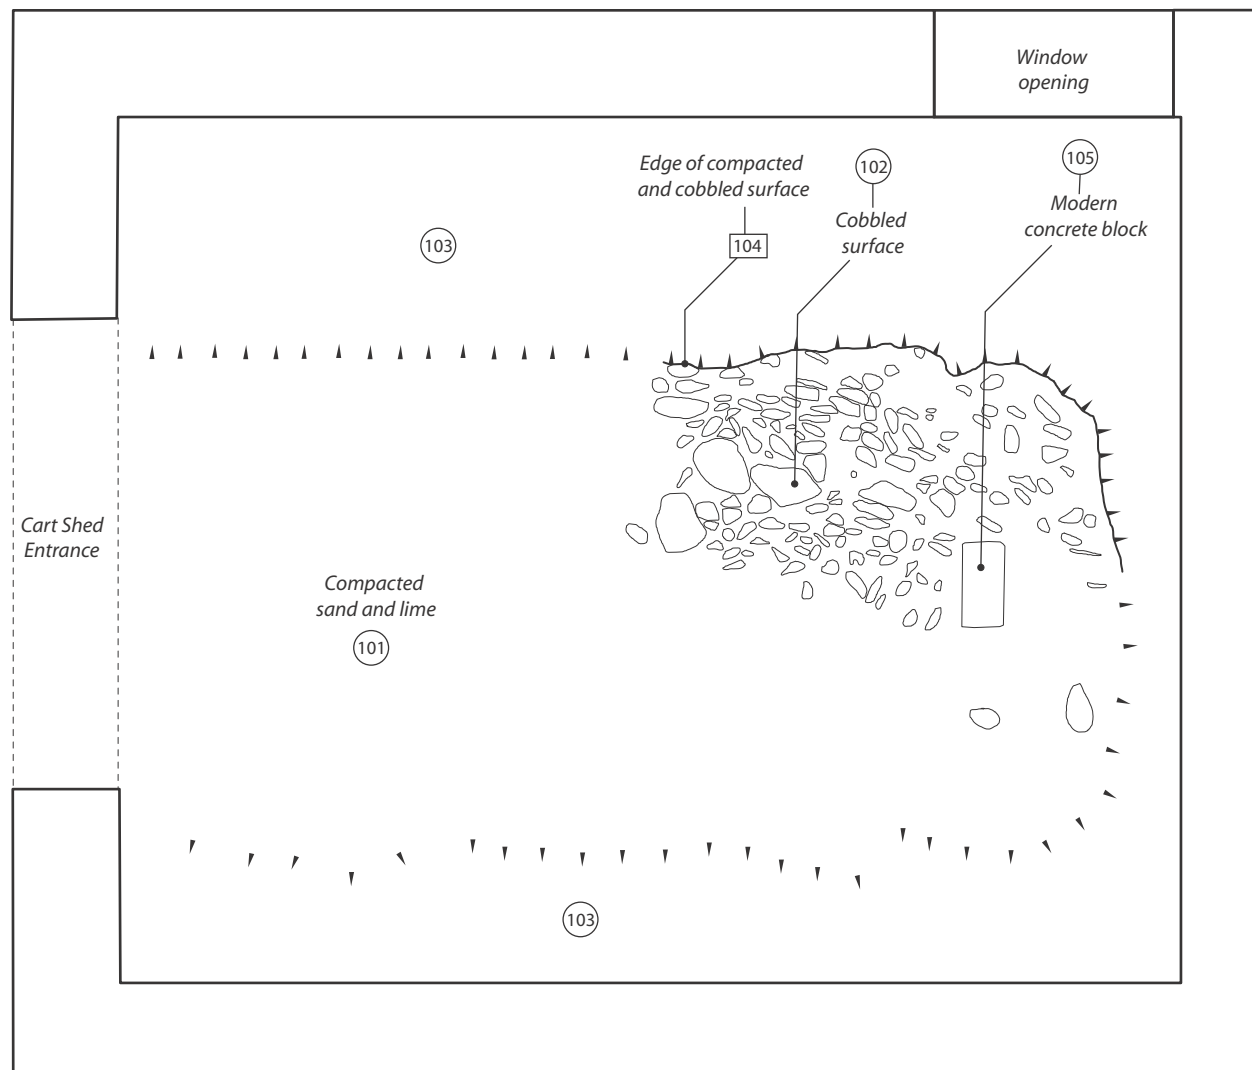 Window
opening
102
105
Edge of compacted
and cobbled surface
Modern
concrete block
Cobbled
surface
103
104
Cart Shed
Entrance
Compacted
sand and lime
101
103